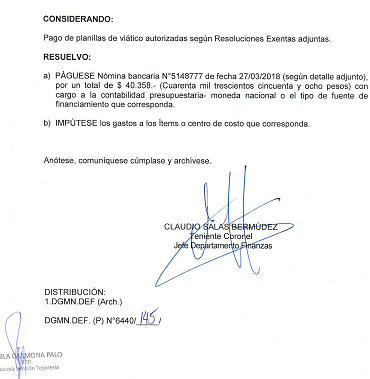 CONSIDERANDO:
Pago de planillas de viático autorizadas según Resoluciones Exentas adjuntas.
RESUELVO:
a) PÁGUESE Nómina bancaria N°5148777 de fecha 27/03/2018 (según detalle adjunto),
por un total de $ 40.358.- (Cuarenta mil trescientos cincuenta y ocho pesos) con
cargo a la contabilidad presupuestaria- moneda nacional o el tipo de fuente de
financiamiento que corresponda.
b) IMPÚTESE los gastos a los Ítems o centro de costo que corresponda.
Anótese, comuníquese cúmplase y archívese.
CLAUDIO SALAS BERMÚDEZ
Teniente Coronel
Jefe Departamento Finanzas
DISTRIBUCIÓN:
1.DGMN.DEF (Arch.)
DGMN.DEF. (P) N°6440/ 145 /
CARMONA PALO
Sección Tesorería